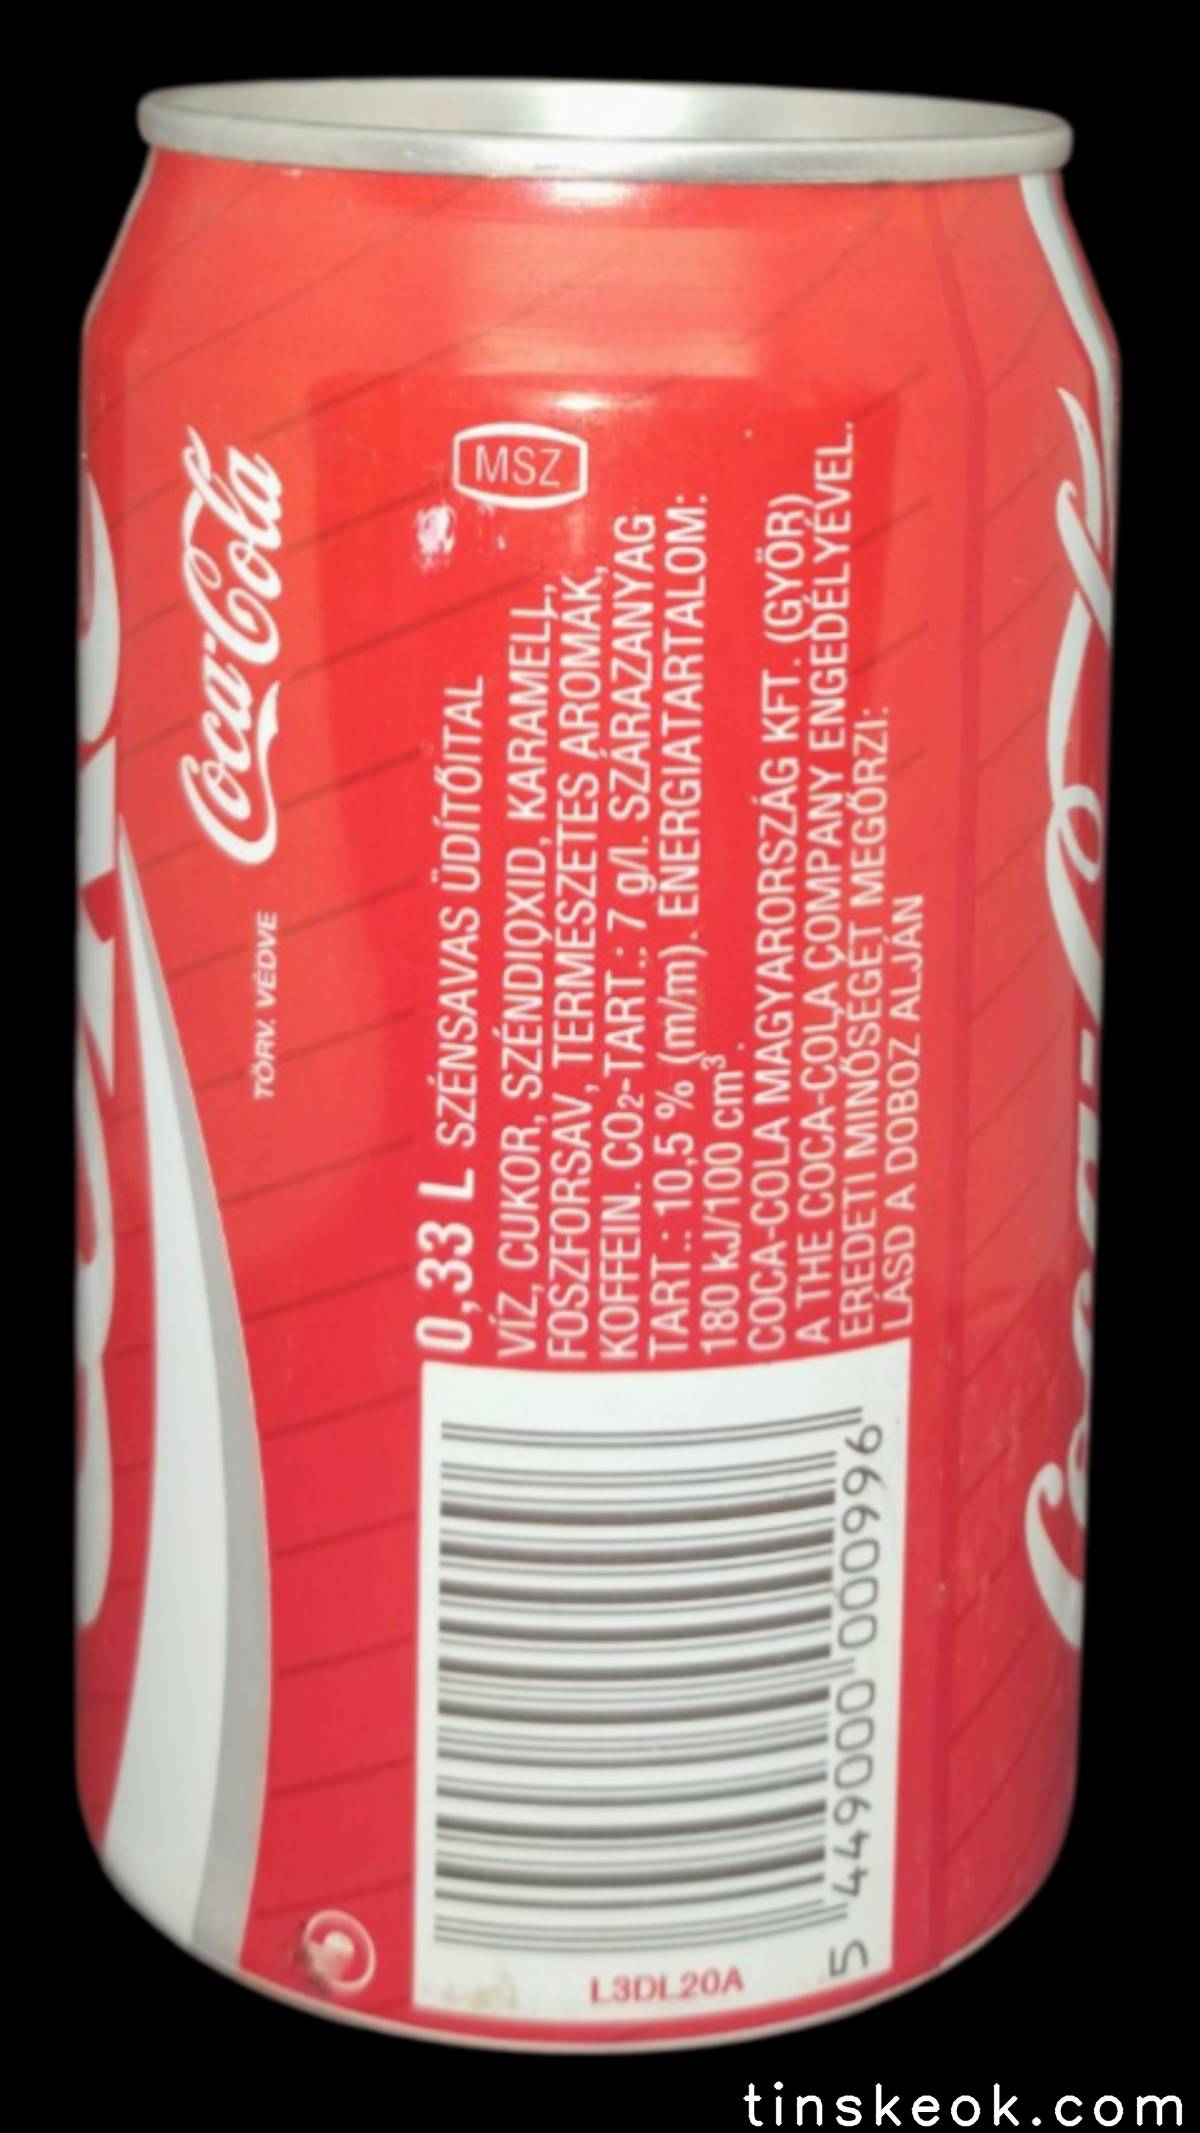 Coca-Cola
TÖRV. VÉDVE
MSZ
0,33 L SZÉNSAVAS ÜDÍTŐITAL
VÍZ, CUKOR, SZÉNDIOXID, KARAMELL,
FOSZFORSAV, TERMÉSZETES AROMÁK,
KOFFEIN. CO₂-TART.: 7 g/l. SZÁRAZANYAG
TART.: 10,5 % (m/m). ENERGIATARTALOM:
180 kJ/100 cm³.
COCA-COLA MAGYARORSZÁG KFT. (GYŐR)
A THE COCA-COLA COMPANY ENGEDÉLYÉVEL.
EREDETI MINŐSÉGÉT MEGŐRZI:
LÁSD A DOBOZ ALJÁN
5 449000 000996
L3DL20A
Coca-Cola
tinskeok.com